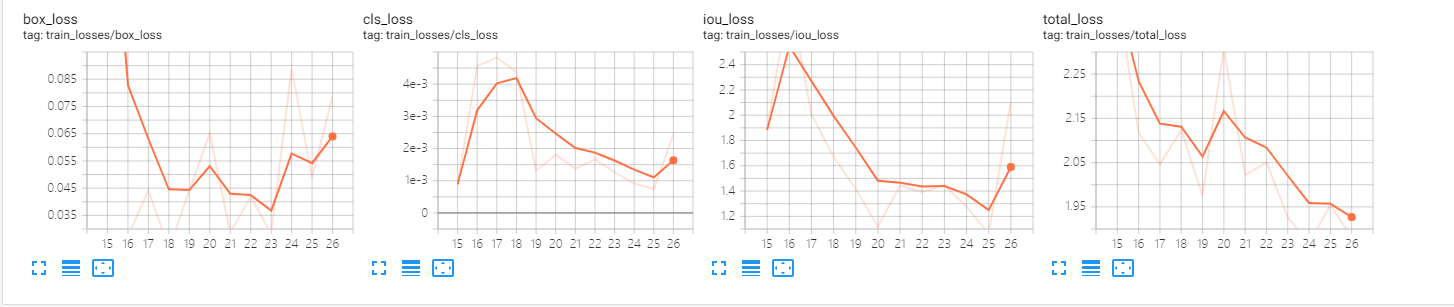 box_loss
tag: train_losses/box_loss
0.085
0.075
0.065
0.055
0.045
0.035
15 16 17 18 19 20 21 22 23 24 25 26
cls_loss
tag: train_losses/cls_loss
4e-3
3e-3
2e-3
1e-3
0
15 16 17 18 19 20 21 22 23 24 25 26
iou_loss
tag: train_losses/iou_loss
2.4
2.2
2
1.8
1.6
1.4
1.2
15 16 17 18 19 20 21 22 23 24 25 26
total_loss
tag: train_losses/total_loss
2.25
2.15
2.05
1.95
15 16 17 18 19 20 21 22 23 24 25 26